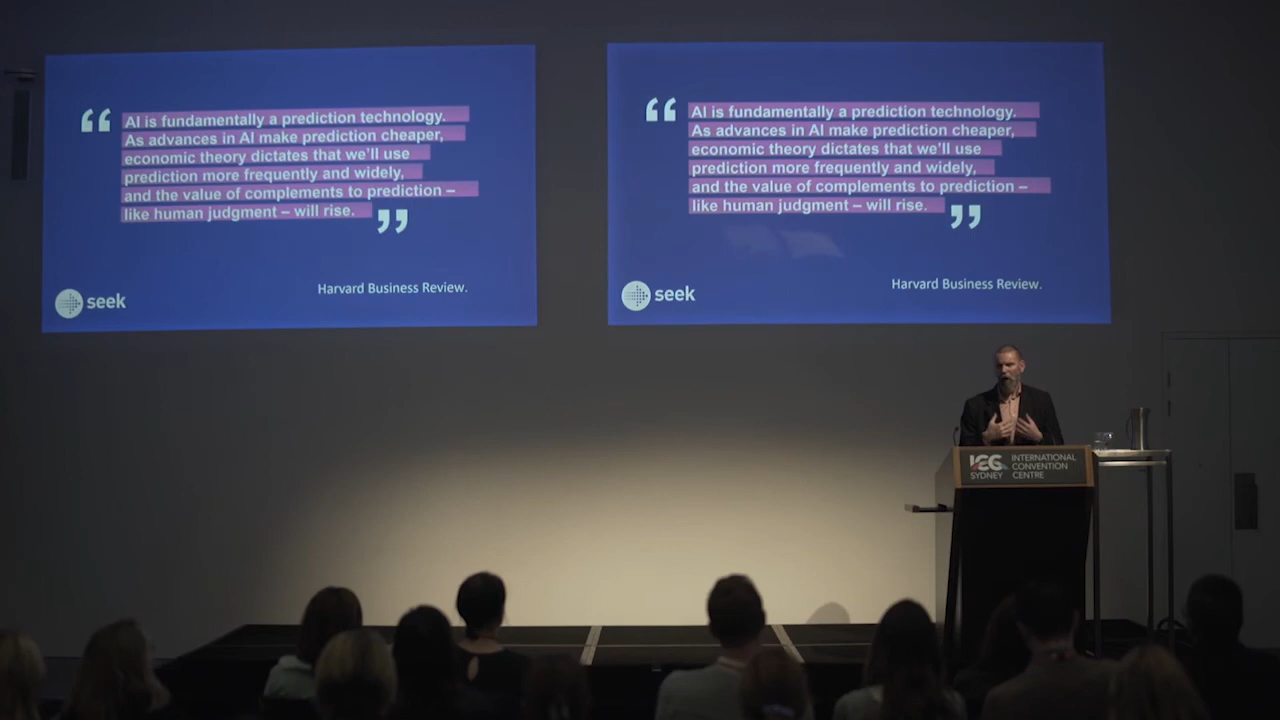 “ AI is fundamentally a prediction technology.
As advances in AI make prediction cheaper,
economic theory dictates that we’ll use
prediction more frequently and widely,
and the value of complements to prediction –
like human judgment – will rise. ”
Harvard Business Review.
seek
“ AI is fundamentally a prediction technology.
As advances in AI make prediction cheaper,
economic theory dictates that we’ll use
prediction more frequently and widely,
and the value of complements to prediction –
like human judgment – will rise. ”
Harvard Business Review.
seek
ICC
SYDNEY
INTERNATIONAL
CONVENTION
CENTRE